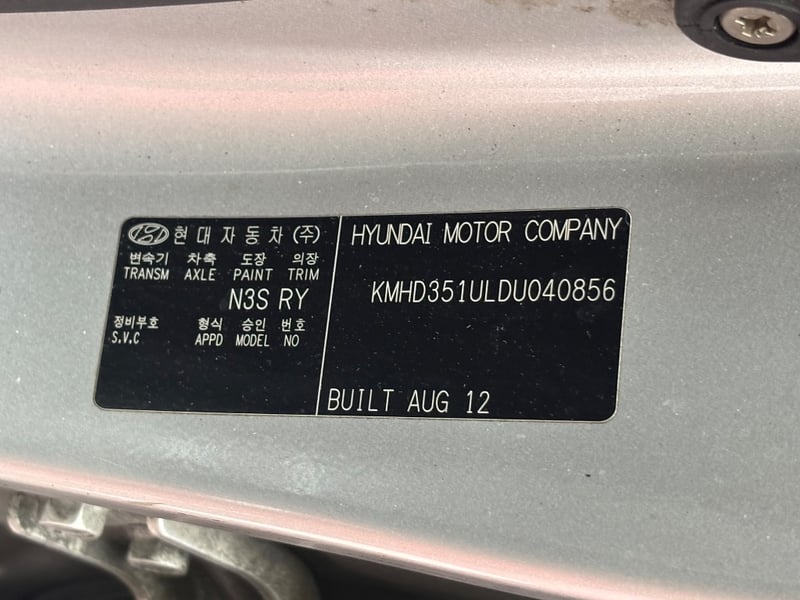 현대자동차(주)
변속기 차축 도장 의장
TRANSM AXLE PAINT TRIM
N3S RY
정비부호 형식 승인 번호
S.V.C APPD MODEL NO
HYUNDAI MOTOR COMPANY
KMHD351ULDU040856
BUILT AUG 12